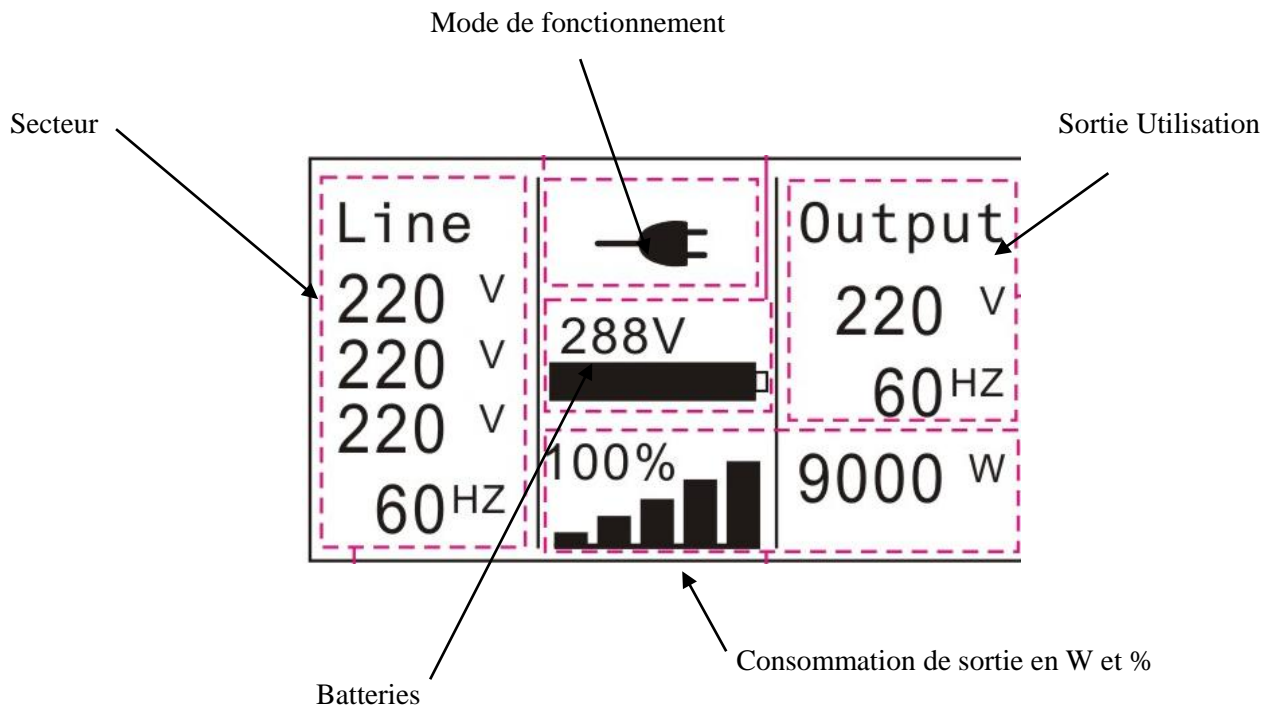 Mode de fonctionnement
Secteur
Sortie Utilisation
Line
220 V
220 V
220 V
60 HZ
288V
100%
Output
220 V
60 HZ
9000 W
Consommation de sortie en W et %
Batteries